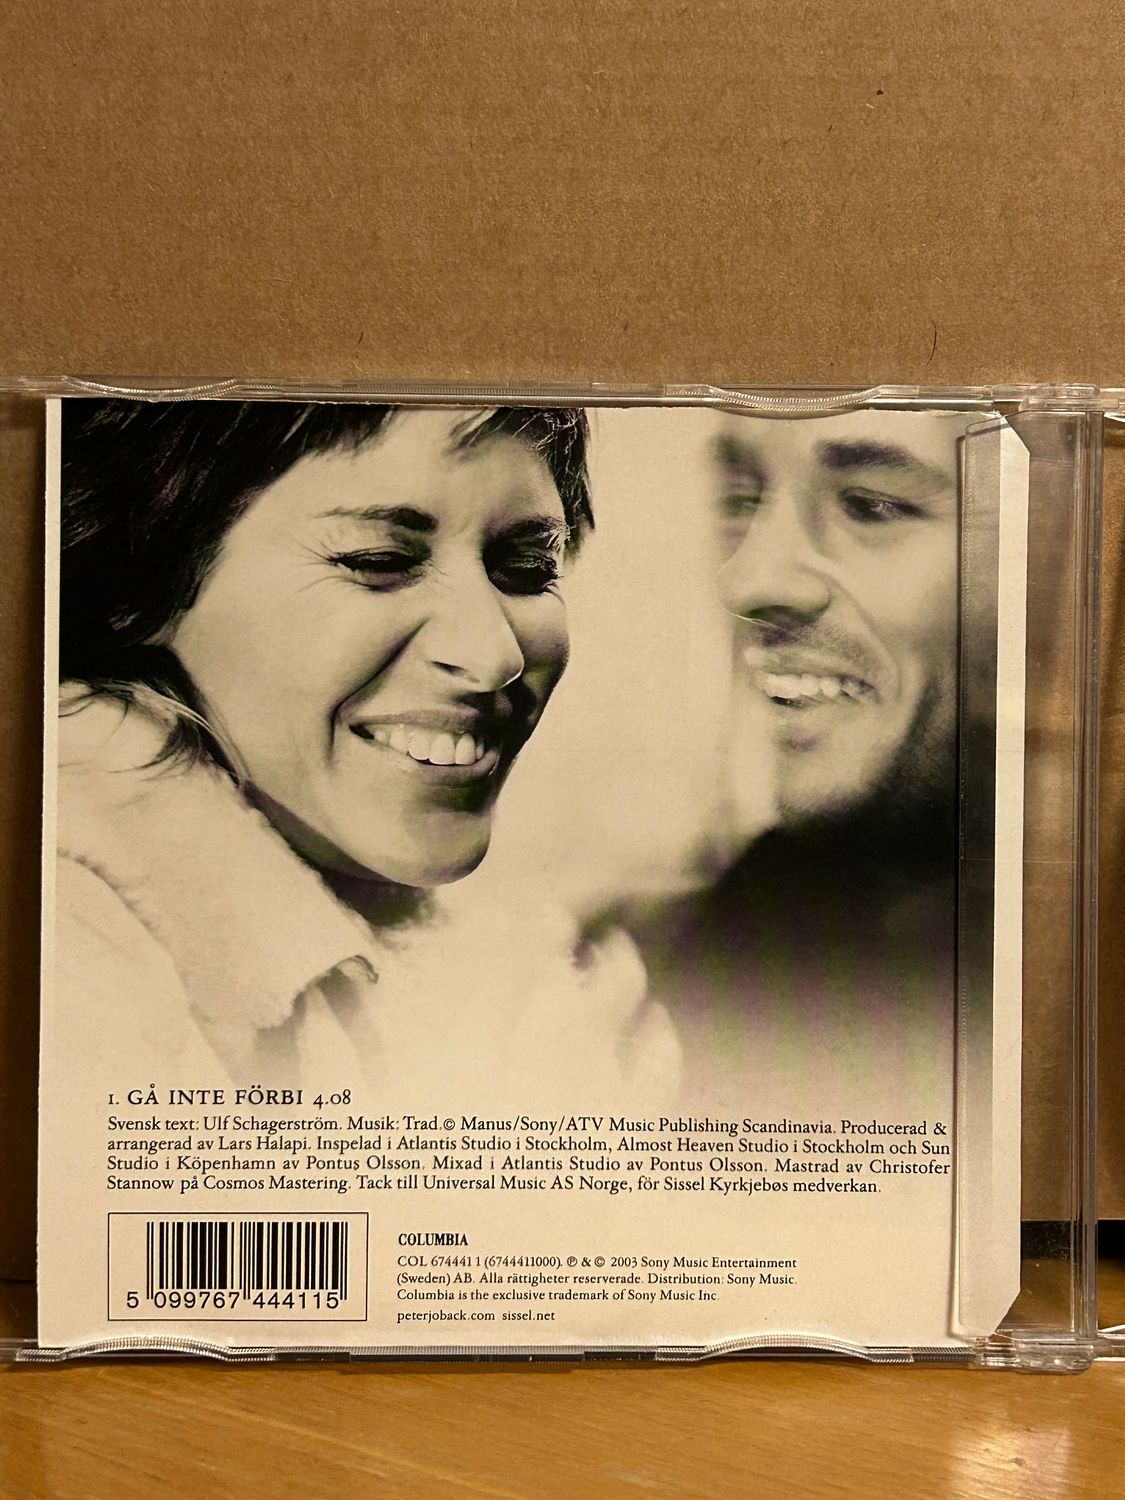 1. GÅ INTE FÖRBI 4.08
Svensk text: Ulf Schagerström. Musik: Trad.© Manus/Sony/ATV Music Publishing Scandinavia. Producerad &
arrangerad av Lars Halapi. Inspelad i Atlantis Studio i Stockholm, Almost Heaven Studio i Stockholm och Sun
Studio i Köpenhamn av Pontus Olsson. Mixad i Atlantis Studio av Pontus Olsson. Mastrad av Christofer
Stannow på Cosmos Mastering. Tack till Universal Music AS Norge, för Sissel Kyrkjebøs medverkan.
COLUMBIA
COL 674441 1 (6744411000). ℗ & © 2003 Sony Music Entertainment
(Sweden) AB. Alla rättigheter reserverade. Distribution: Sony Music.
Columbia is the exclusive trademark of Sony Music Inc.
peterjoback.com sissel.net
5 099767 444115